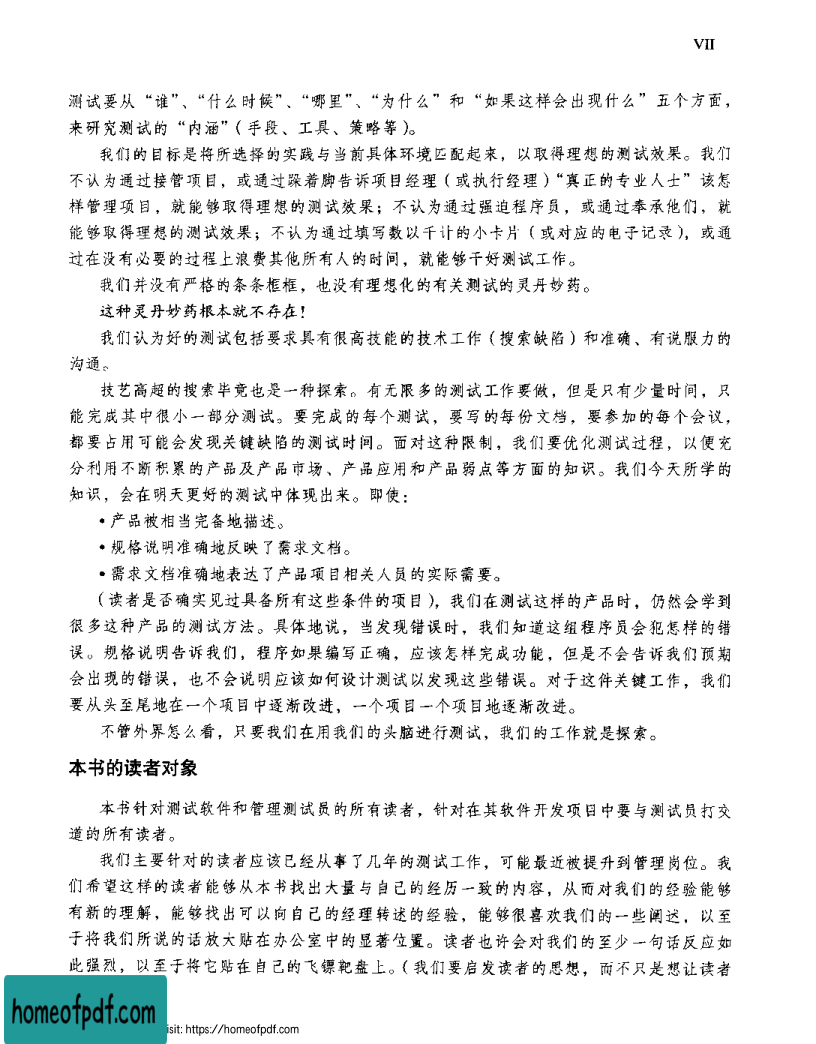 VII
测试要从“谁”、“什么时候”、“哪里”、“为什么”和“如果这样会出现什么”五个方面，
来研究测试的“内涵”（手段、工具、策略等）。
我们的目标是将所选择的实践与当前具体环境匹配起来，以取得理想的测试效果。我们
不认为通过接管项目，或通过跺着脚告诉项目经理（或执行经理）“真正的专业人士”该怎
样管理项目，就能够取得理想的测试效果；不认为通过强迫程序员，或通过奉承他们，就
能够取得理想的测试效果；不认为通过填写数以千计的小卡片（或对应的电子记录），或通
过在没有必要的过程上浪费其他所有人的时间，就能够干好测试工作。
我们并没有严格的条条框框，也没有理想化的有关测试的灵丹妙药。
这种灵丹妙药根本就不存在！
我们认为好的测试包括要求具有很高技能的技术工作（搜索缺陷）和准确、有说服力的
沟通。
技艺高超的搜索毕竟也是一种探索。有无限多的测试工作要做，但是只有少量时间，只
能完成其中很小一部分测试。要完成的每个测试，要写的每份文档，要参加的每个会议，
都要占用可能会发现关键缺陷的测试时间。面对这种限制，我们要优化测试过程，以便充
分利用不断积累的产品及产品市场、产品应用和产品弱点等方面的知识。我们今天所学的
知识，会在明天更好的测试中体现出来。即使：
•产品被相当完备地描述。
•规格说明准确地反映了需求文档。
•需求文档准确地表达了产品项目相关人员的实际需要。
（读者是否确实见过具备所有这些条件的项目），我们在测试这样的产品时，仍然会学到
很多这种产品的测试方法。具体地说，当发现错误时，我们知道这组程序员会犯怎样的错
误。规格说明告诉我们，程序如果编写正确，应该怎样完成功能，但是不会告诉我们预期
会出现的错误，也不会说明应该如何设计测试以发现这些错误。对于这件关键工作，我们
要从头至尾地在一个项目中逐渐改进，一个项目一个项目地逐渐改进。
不管外界怎么看，只要我们在用我们的头脑进行测试，我们的工作就是探索。
本书的读者对象
本书针对测试软件和管理测试员的所有读者，针对在其软件开发项目中要与测试员打交
道的所有读者。
我们主要针对的读者应该已经从事了几年的测试工作，可能最近被提升到管理岗位。我
们希望这样的读者能够从本书找出大量与自己的经历一致的内容，从而对我们的经验能够
有新的理解，能够找出可以向自己的经理转述的经验，能够很喜欢我们的一些阐述，以至
于将我们所说的话放大贴在办公室中的显著位置。读者也许会对我们的至少一句话反应如
此强烈，以至于将它贴在自己的飞镖靶盘上。（我们要启发读者的思想，而不只是想让读者
homeofpdf.com
isit: https://homeofpdf.com